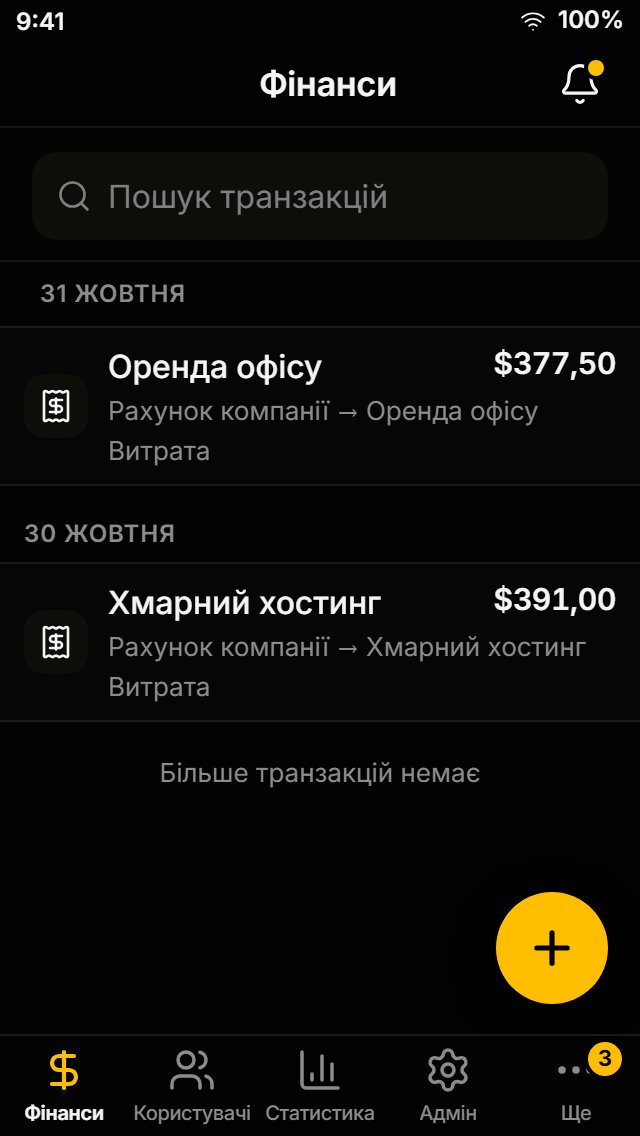 9:41
100%
Фінанси
Пошук транзакцій
31 ЖОВТНЯ
Оренда офісу
$377,50
Рахунок компанії → Оренда офісу
Витрата
30 ЖОВТНЯ
Хмарний хостинг
$391,00
Рахунок компанії → Хмарний хостинг
Витрата
Більше транзакцій немає
3
Фінанси
Користувачі
Статистика
Адмін
Ще